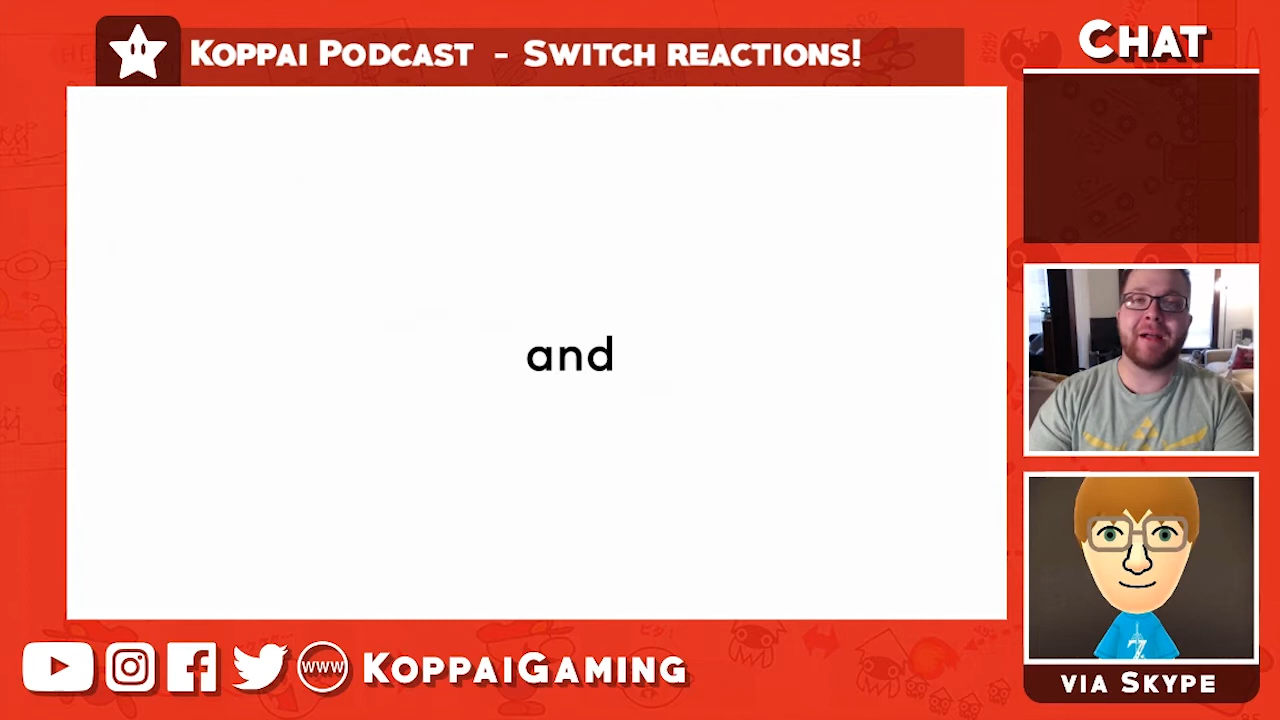 KOPPAI PODCAST - SWITCH REACTIONS!
CHAT
and
WWW
KOPPAIGAMING
VIA SKYPE